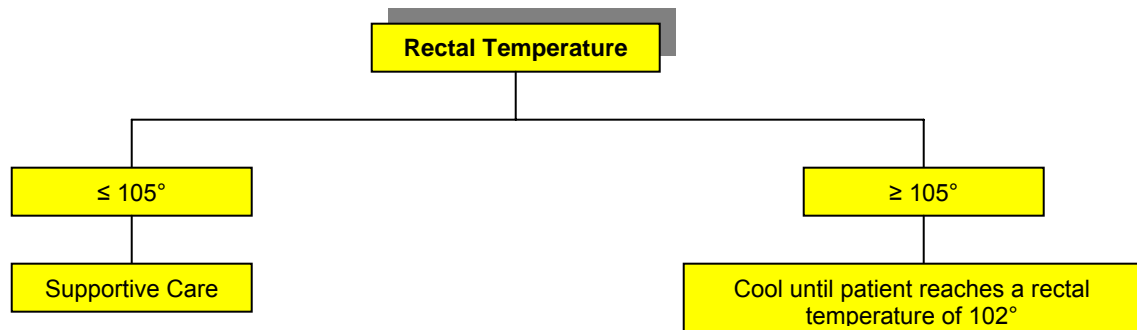 Rectal Temperature
≤ 105°
≥ 105°
Supportive Care
Cool until patient reaches a rectal
temperature of 102°